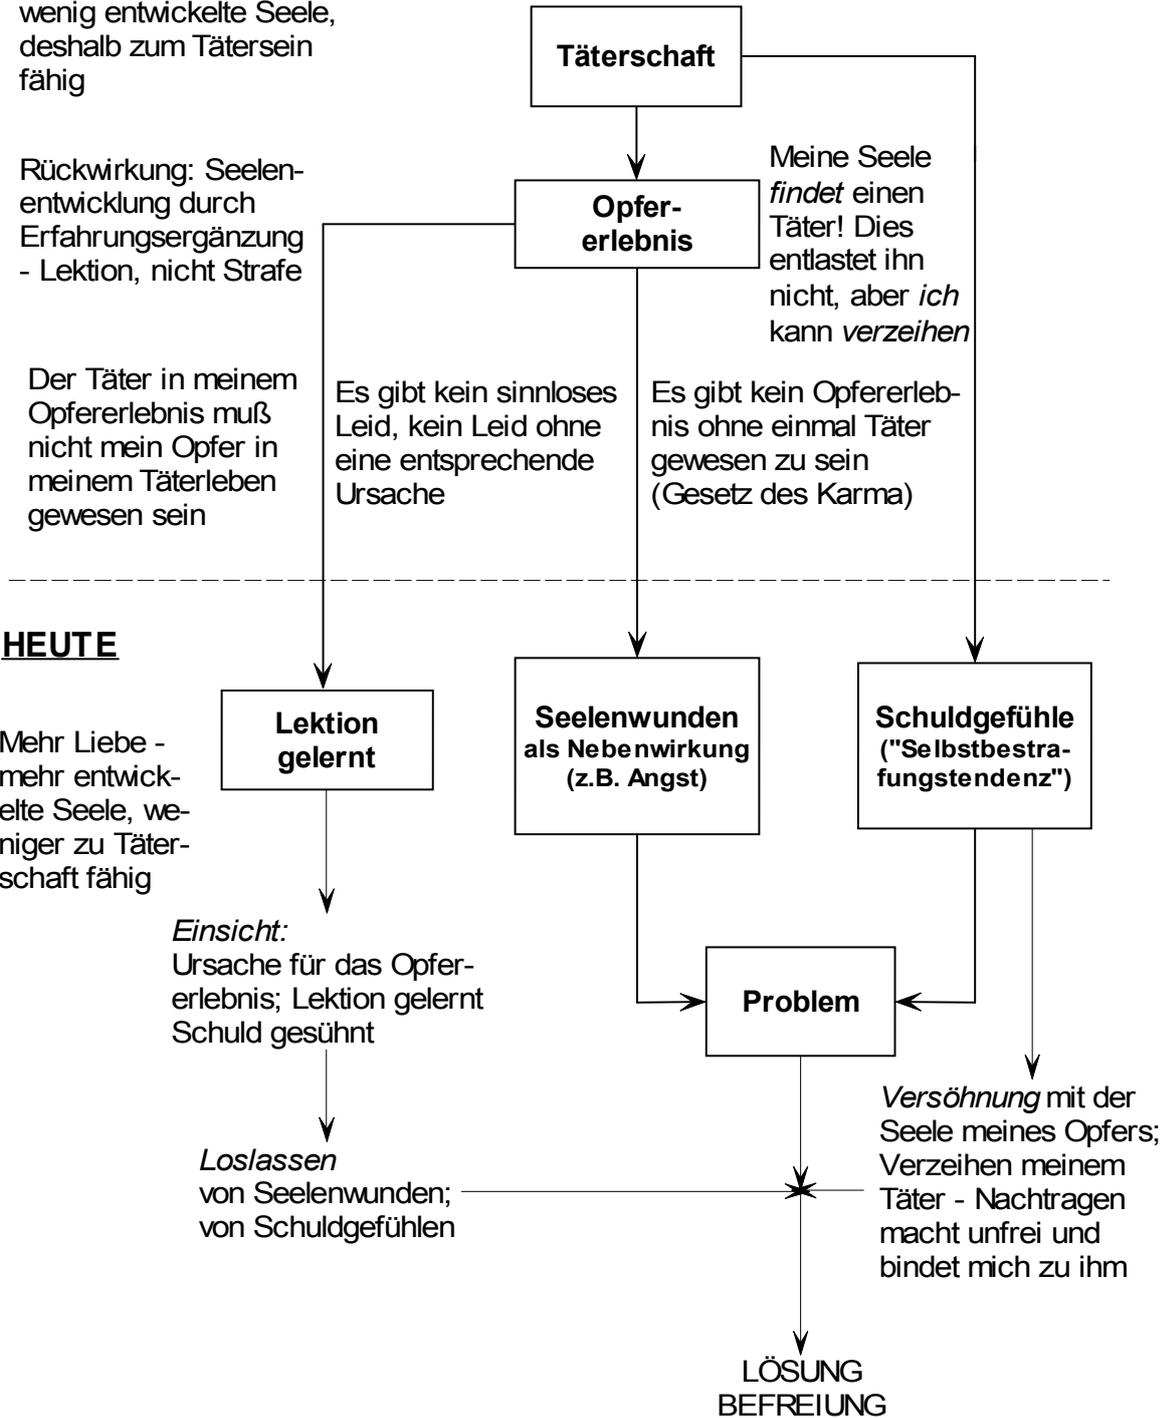 wenig entwickelte Seele,
deshalb zum Tätersein
fähig
Täterschaft
Rückwirkung: Seelen-
entwicklung durch
Erfahrungsergänzung
- Lektion, nicht Strafe
Opfer-
erlebnis
Meine Seele
findet einen
Täter! Dies
entlastet ihn
nicht, aber ich
kann verzeihen
Der Täter in meinem
Opfererlebnis muß
nicht mein Opfer in
meinem Täterleben
gewesen sein
Es gibt kein sinnloses
Leid, kein Leid ohne
eine entsprechende
Ursache
Es gibt kein Opfererleb-
nis ohne einmal Täter
gewesen zu sein
(Gesetz des Karma)
HEUTE
Mehr Liebe -
mehr entwick-
elte Seele, we-
niger zu Täter-
schaft fähig
Lektion
gelernt
Seelenwunden
als Nebenwirkung
(z.B. Angst)
Schuldgefühle
("Selbstbestra-
fungstendenz")
Einsicht:
Ursache für das Opfer-
erlebnis; Lektion gelernt
Schuld gesühnt
Problem
Loslassen
von Seelenwunden;
von Schuldgefühlen
Versöhnung mit der
Seele meines Opfers;
Verzeihen meinem
Täter - Nachtragen
macht unfrei und
bindet mich zu ihm
LÖSUNG
BEFREIUNG